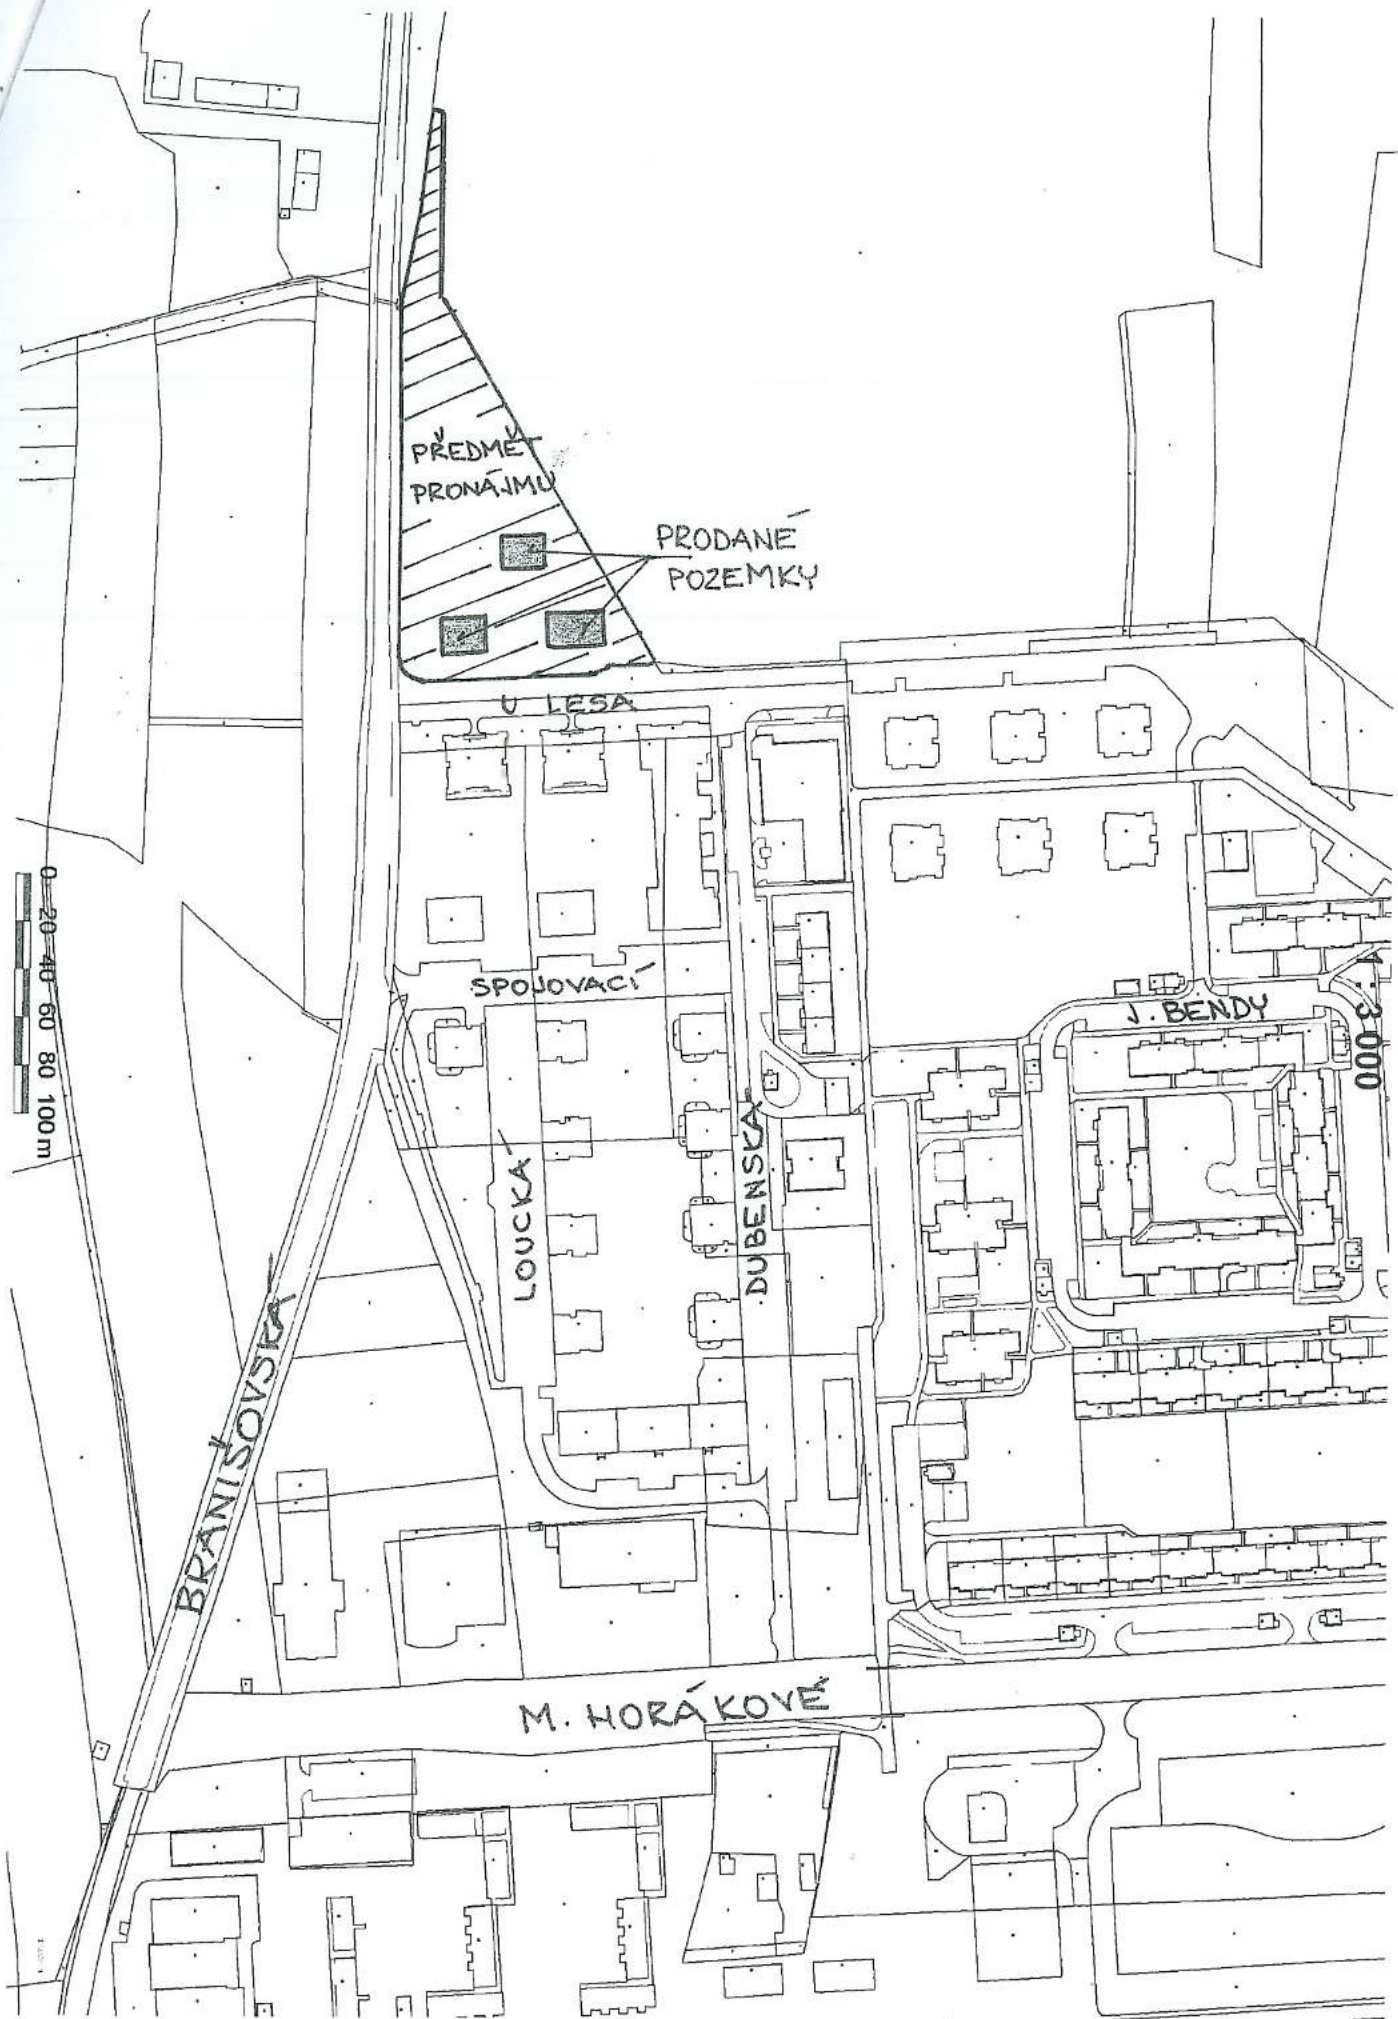 PŘEDMĚT
PRONÁJMU
PRODANÉ
POZEMKY
U LESA
SPOJOVACÍ
J. BENDY
LOUCKÁ
DUBENSKÁ
BRANIŠOVSKÁ
M. HORÁKOVÉ
0 20 40 60 80 100 m
1 3 000